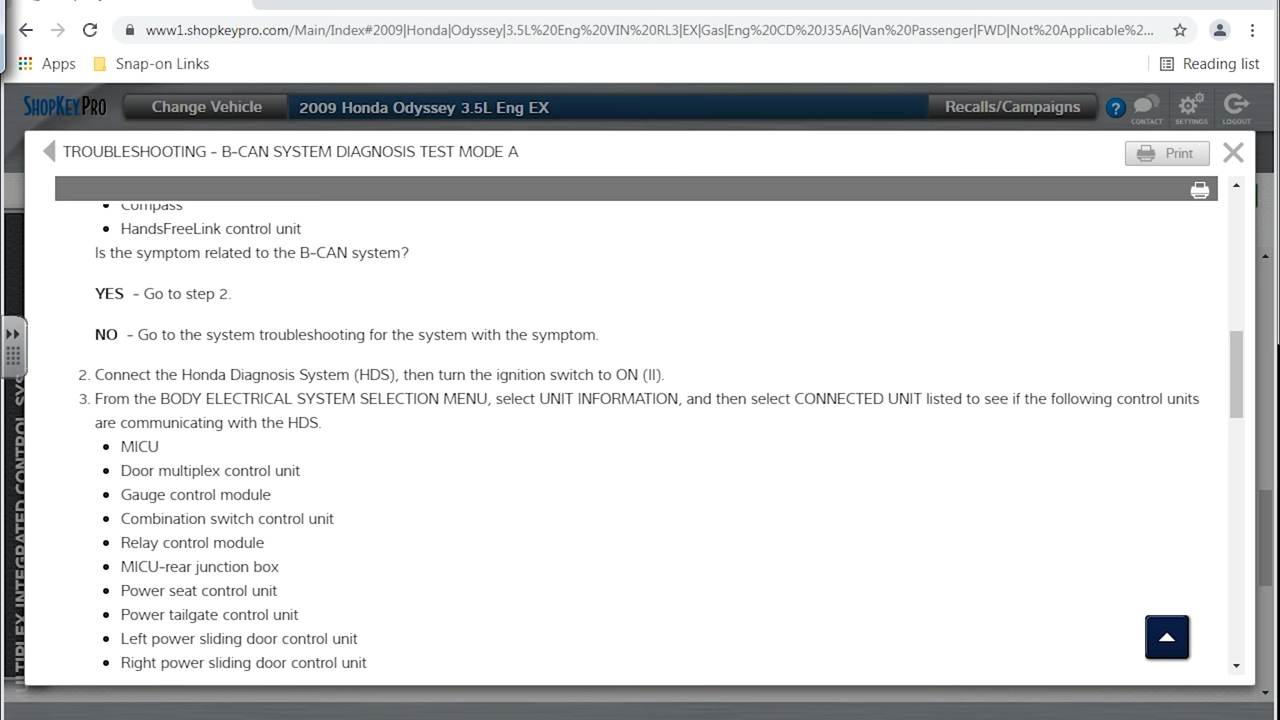 www1.shopkeypro.com/Main/Index#2009|Honda|Odyssey|3.5L%20Eng%20VIN%20RL3|EX|Gas|Eng%20CD%20J35A6|Van%20Passenger|FWD|Not%20Applicable%2...
Apps Snap-on Links Reading list
SHOPKEYPRO Change Vehicle 2009 Honda Odyssey 3.5L Eng EX Recalls/Campaigns ? CONTACT SETTINGS LOGOUT
TROUBLESHOOTING - B-CAN SYSTEM DIAGNOSIS TEST MODE A Print
• Compass
• HandsFreeLink control unit
Is the symptom related to the B-CAN system?
YES - Go to step 2.
NO - Go to the system troubleshooting for the system with the symptom.
2. Connect the Honda Diagnosis System (HDS), then turn the ignition switch to ON (II).
3. From the BODY ELECTRICAL SYSTEM SELECTION MENU, select UNIT INFORMATION, and then select CONNECTED UNIT listed to see if the following control units
are communicating with the HDS.
• MICU
• Door multiplex control unit
• Gauge control module
• Combination switch control unit
• Relay control module
• MICU-rear junction box
• Power seat control unit
• Power tailgate control unit
• Left power sliding door control unit
• Right power sliding door control unit
LTIPLEX INTEGRATED CONTROL SYS